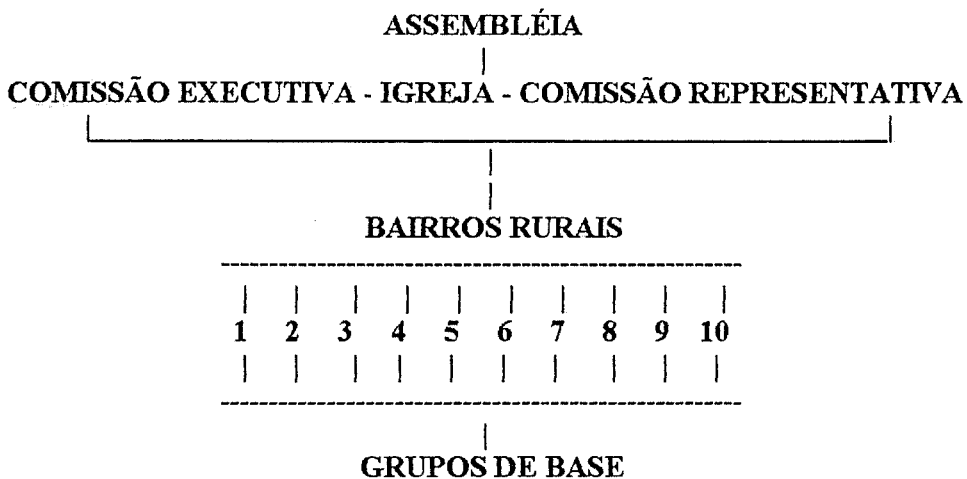 ASSEMBLÉIA
COMISSÃO EXECUTIVA - IGREJA - COMISSÃO REPRESENTATIVA
BAIRROS RURAIS
1 2 3 4 5 6 7 8 9 10
GRUPOS DE BASE